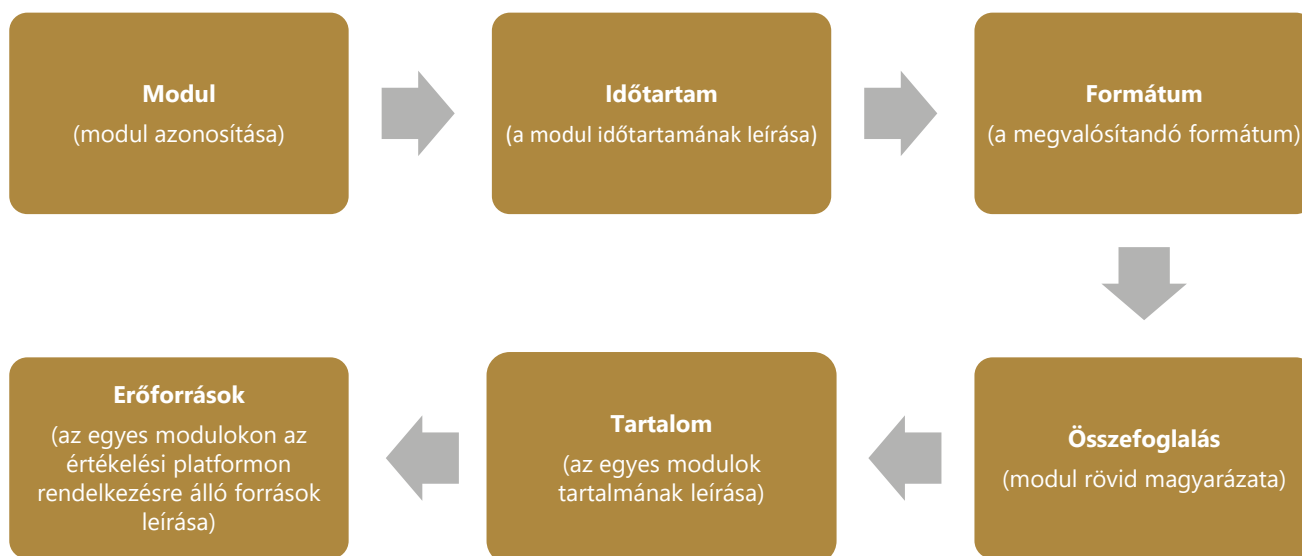 Modul
(modul azonosítása)
Időtartam
(a modul időtartamának leírása)
Formátum
(a megvalósítandó formátum)
Összefoglalás
(modul rövid magyarázata)
Tartalom
(az egyes modulok
tartalmának leírása)
Erőforrások
(az egyes modulokon az
értékelési platformon
rendelkezésre álló források
leírása)